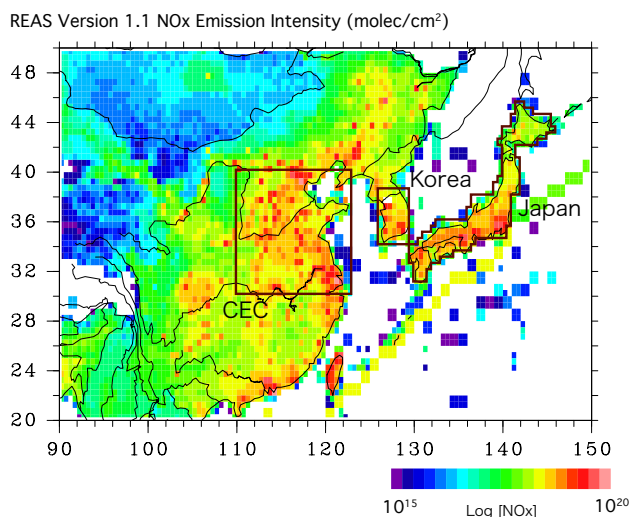 REAS Version 1.1 NOx Emission Intensity (molec/cm²)
48
44
40
36
32
28
24
20
Korea
Japan
CEC
90 100 110 120 130 140 150
10¹⁵ Log [NOx] 10²⁰